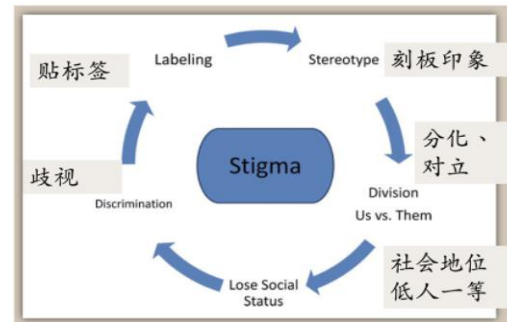 贴标签
Labeling
Stereotype
刻板印象
分化、
对立
Stigma
歧视
Discrimination
Division
Us vs. Them
Lose Social
Status
社会地位
低人一等